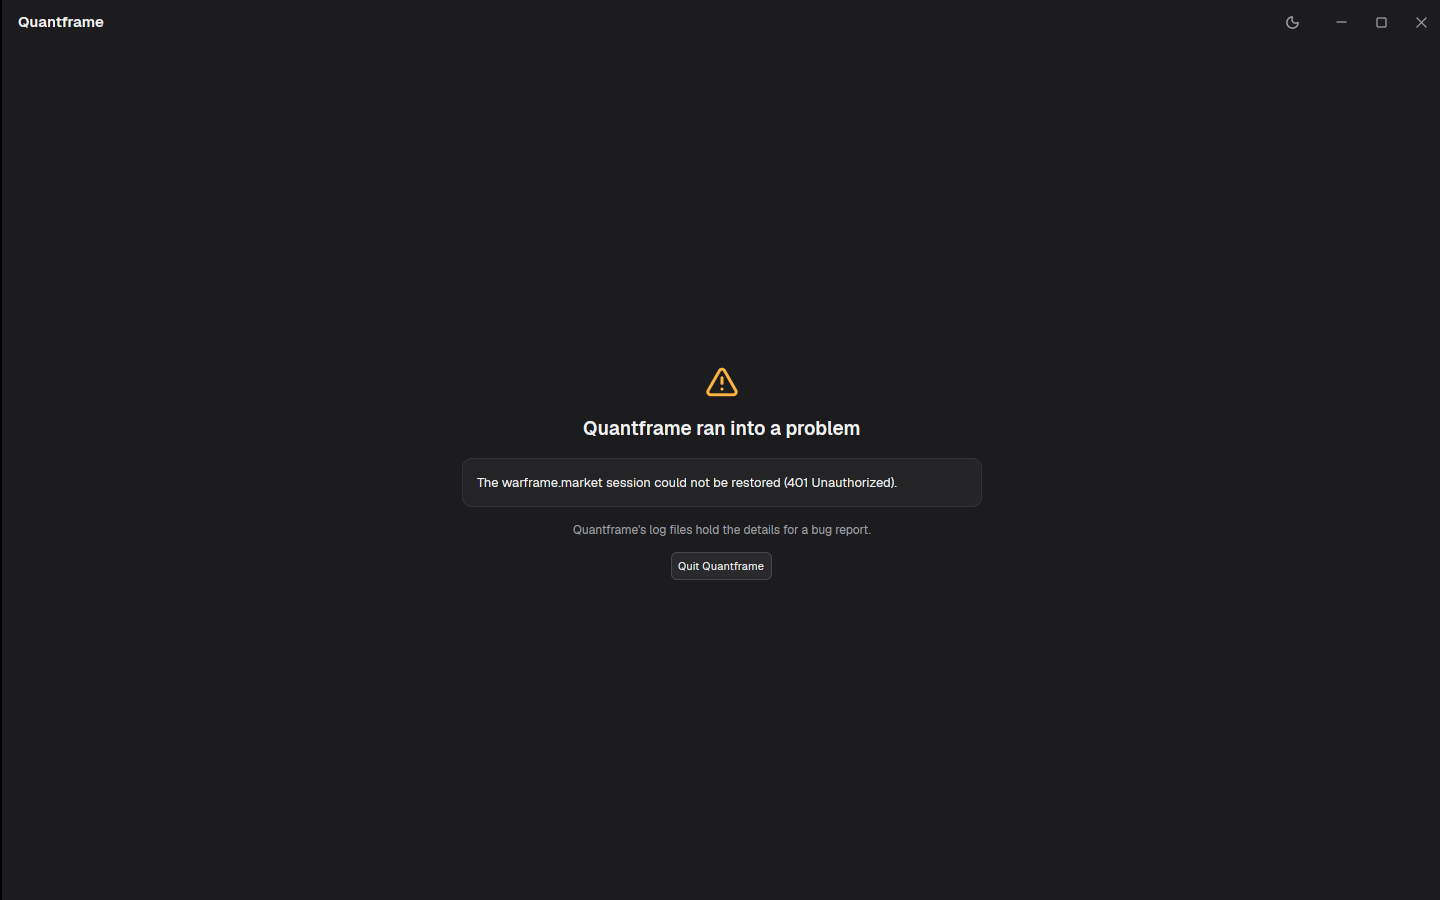 Quantframe
Quantframe ran into a problem
The warframe.market session could not be restored (401 Unauthorized).
Quantframe's log files hold the details for a bug report.
Quit Quantframe